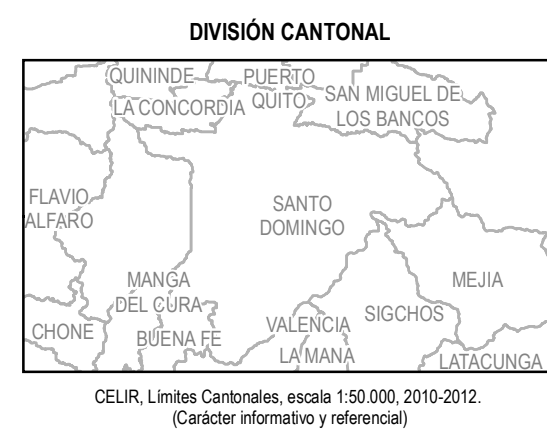 DIVISIÓN CANTONAL
QUININDE
PUERTO
QUITO
LA CONCORDIA
SAN MIGUEL DE
LOS BANCOS
FLAVIO
ALFARO
SANTO
DOMINGO
MANGA
DEL CURA
MEJIA
CHONE
BUENA FE
VALENCIA
SIGCHOS
LA MANA
LATACUNGA
CELIR, Límites Cantonales, escala 1:50.000, 2010-2012.
(Carácter informativo y referencial)